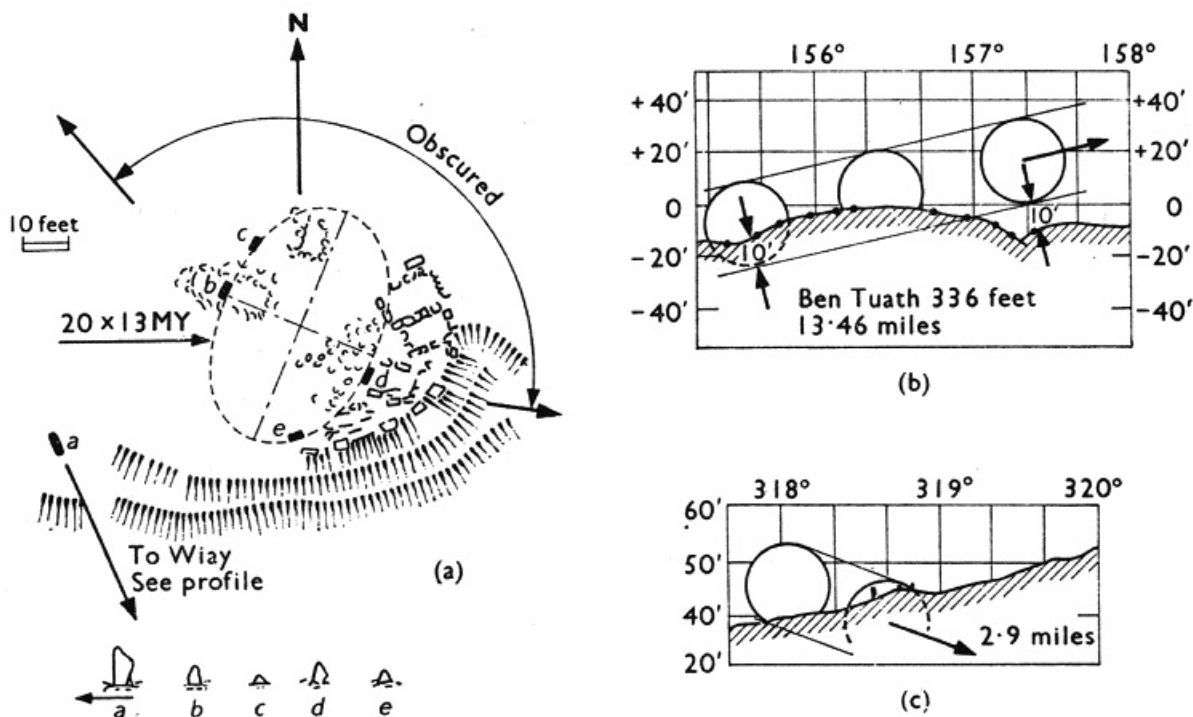 N
Obscured
10 feet
c
b
20 × 13 MY
d
e
a
To Wiay
See profile
(a)
a b c d e
156° 157° 158°
+40' +40'
+20' +20'
0 0
10' 10'
-20' -20'
-40' -40'
Ben Tuath 336 feet
13·46 miles
(b)
318° 319° 320°
60'
50'
40'
20'
2·9 miles
(c)